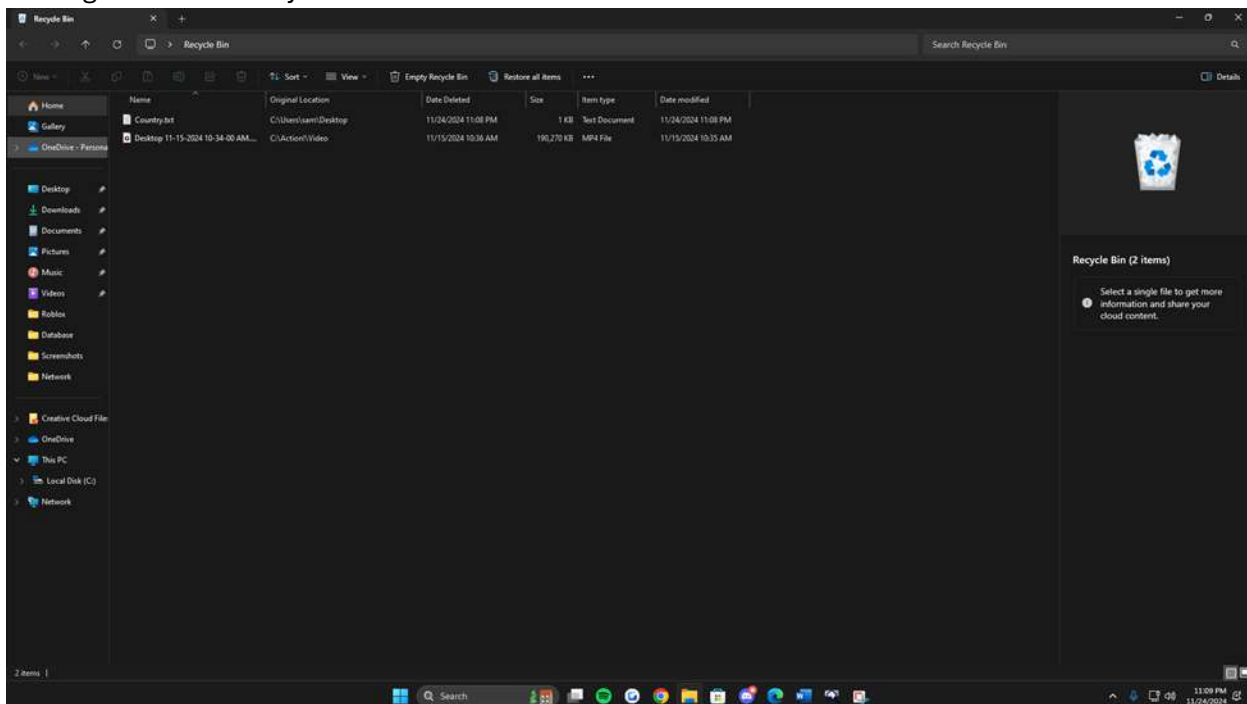 Recycle Bin
Recycle Bin
Search Recycle Bin
New Sort View Empty Recycle Bin Restore all items ••• Details
Name Original Location Date Deleted Size Item type Date modified
Country.txt C:\Users\sam\Desktop 11/24/2024 11:08 PM 1 KB Text Document 11/24/2024 11:08 PM
Desktop 11-15-2024 10-34-00 AM.... C:\Action!\Video 11/15/2024 10:36 AM 190,270 KB MP4 File 11/15/2024 10:35 AM
Home
Gallery
OneDrive - Persona
Desktop
Downloads
Documents
Pictures
Music
Videos
Roblox
Database
Screenshots
Network
Creative Cloud File
OneDrive
This PC
Local Disk (C:)
Network
Recycle Bin (2 items)
Select a single file to get more
information and share your
cloud content.
2 items
Search
11:09 PM
11/24/2024